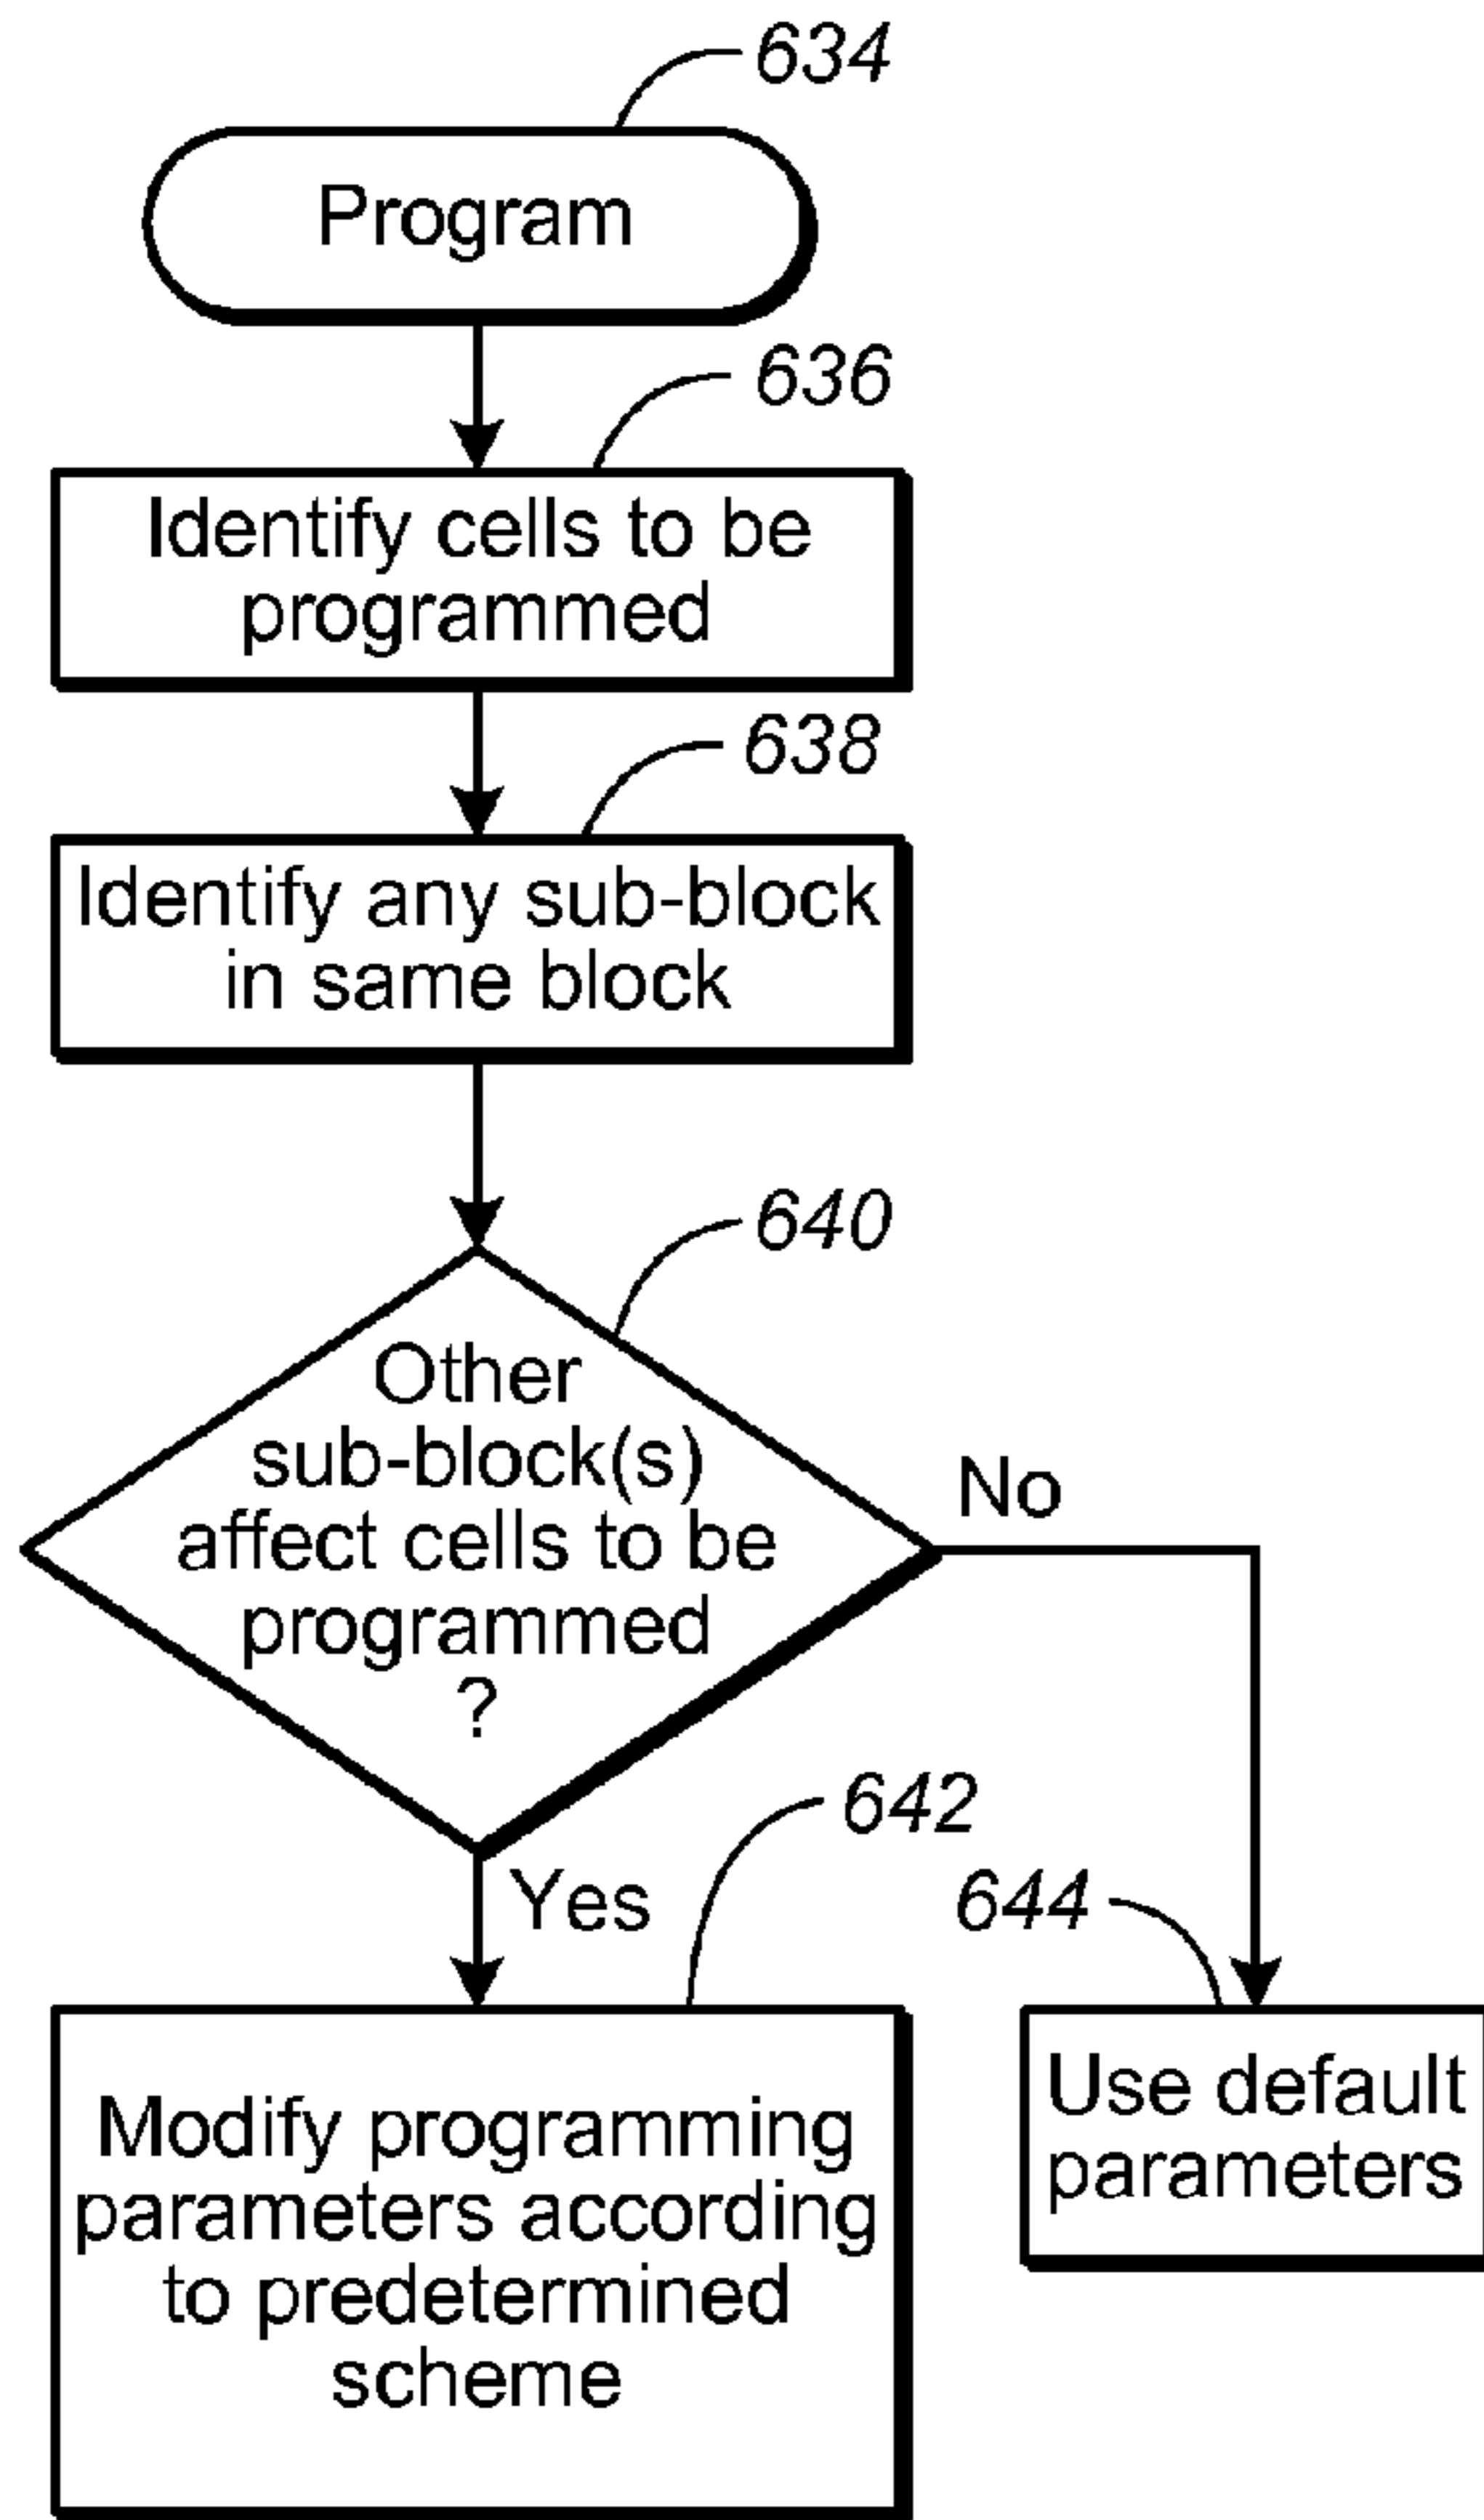 634
Program
636
Identify cells to be
programmed
638
Identify any sub-block
in same block
640
Other
sub-block(s)
affect cells to be
programmed
?
No
642
Yes
644
Modify programming
parameters according
to predetermined
scheme
Use default
parameters